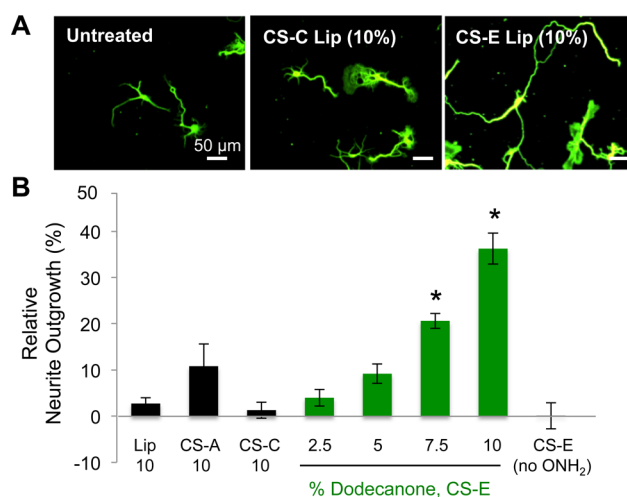 A
Untreated
CS-C Lip (10%)
CS-E Lip (10%)
50 µm
B
Relative
Neurite Outgrowth (%)
50
40
30
20
10
0
-10
*
*
Lip CS-A CS-C 2.5 5 7.5 10 CS-E
10 10 10 (no ONH₂)
% Dodecanone, CS-E